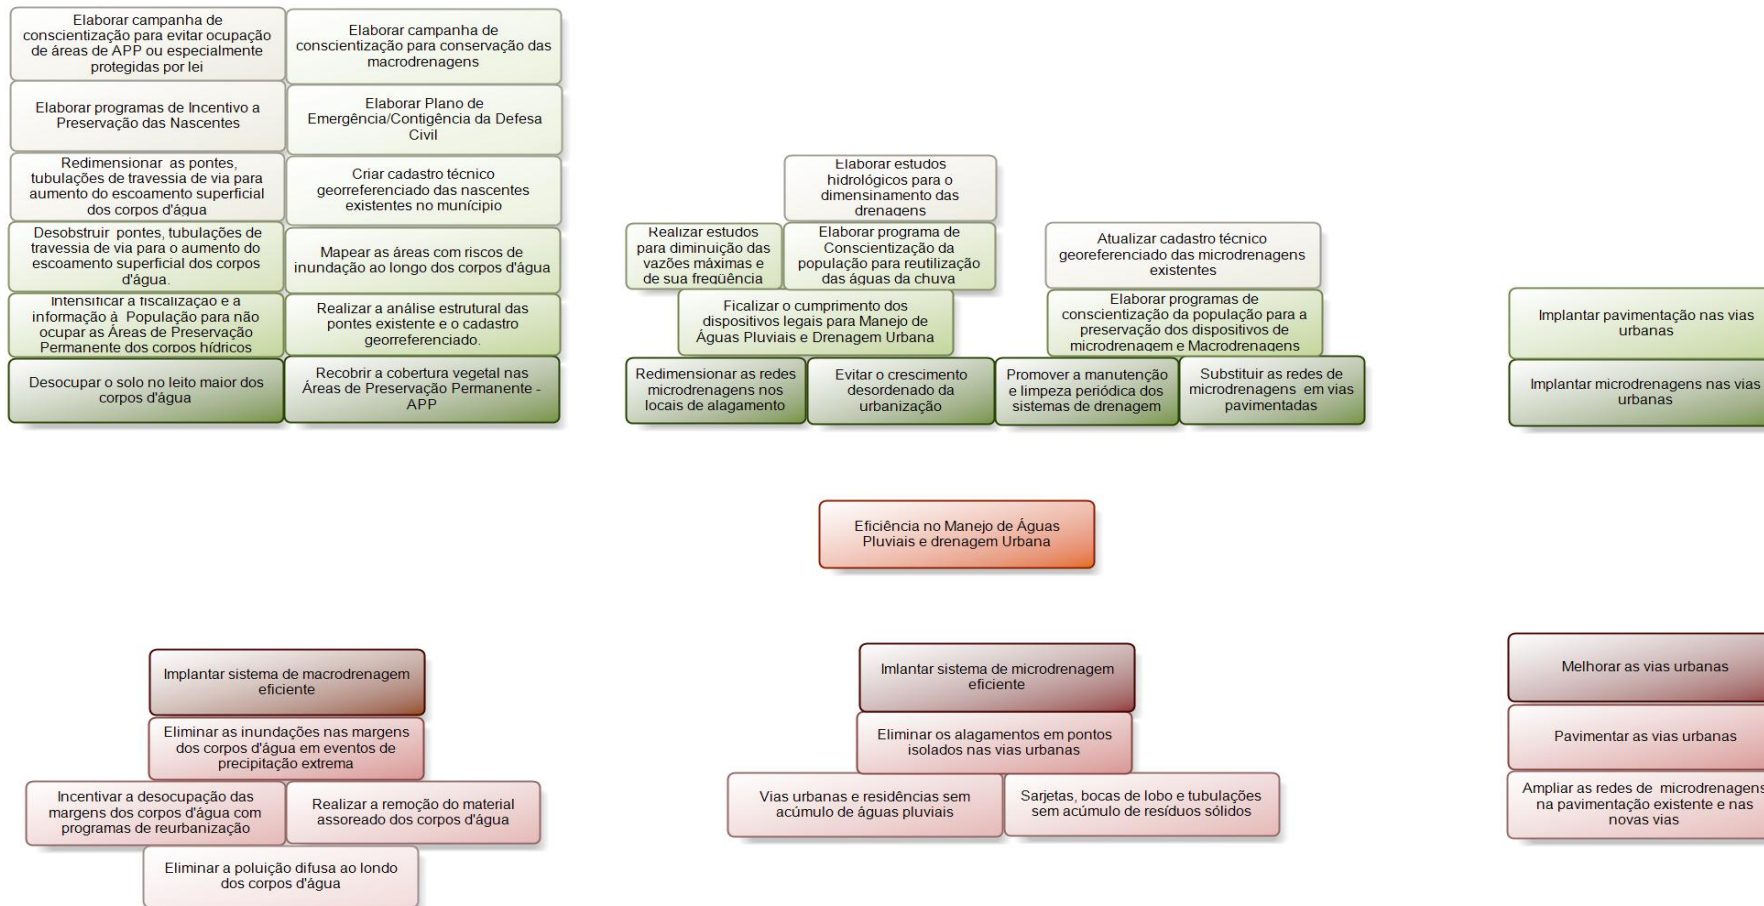 Elaborar campanha de
conscientização para evitar ocupação
de áreas de APP ou especialmente
protegidas por lei
Elaborar campanha de
conscientização para conservação das
macrodrenagens
Elaborar programas de Incentivo a
Preservação das Nascentes
Elaborar Plano de
Emergência/Contigência da Defesa
Civil
Redimensionar as pontes,
tubulações de travessia de via para
aumento do escoamento superficial
dos corpos d'água
Criar cadastro técnico
georreferenciado das nascentes
existentes no munícipio
Desobstruir pontes, tubulações de
travessia de via para o aumento do
escoamento superficial dos corpos
d'água.
Mapear as áreas com riscos de
inundação ao longo dos corpos d'água
Intensificar a fiscalização e a
informação à População para não
ocupar as Áreas de Preservação
Permanente dos corpos hídricos
Realizar a análise estrutural das
pontes existente e o cadastro
georreferenciado.
Desocupar o solo no leito maior dos
corpos d'água
Recobrir a cobertura vegetal nas
Áreas de Preservação Permanente -
APP
Elaborar estudos
hidrológicos para o
dimensinamento das
drenagens
Realizar estudos
para diminuição das
vazões máximas e
de sua freqüência
Elaborar programa de
Conscientização da
população para reutilização
das águas da chuva
Ficalizar o cumprimento dos
dispositivos legais para Manejo de
Águas Pluviais e Drenagem Urbana
Atualizar cadastro técnico
georeferenciado das microdrenagens
existentes
Elaborar programas de
conscientização da população para a
preservação dos dispositivos de
microdrenagem e Macrodrenagens
Redimensionar as redes
microdrenagens nos
locais de alagamento
Evitar o crescimento
desordenado da
urbanização
Promover a manutenção
e limpeza periódica dos
sistemas de drenagem
Substituir as redes de
microdrenagens em vias
pavimentadas
Implantar pavimentação nas vias
urbanas
Implantar microdrenagens nas vias
urbanas
Eficiência no Manejo de Águas
Pluviais e drenagem Urbana
Implantar sistema de macrodrenagem
eficiente
Eliminar as inundações nas margens
dos corpos d'água em eventos de
precipitação extrema
Incentivar a desocupação das
margens dos corpos d'água com
programas de reurbanização
Realizar a remoção do material
assoreado dos corpos d'água
Eliminar a poluição difusa ao londo
dos corpos d'água
Imlantar sistema de microdrenagem
eficiente
Eliminar os alagamentos em pontos
isolados nas vias urbanas
Vias urbanas e residências sem
acúmulo de águas pluviais
Sarjetas, bocas de lobo e tubulações
sem acúmulo de resíduos sólidos
Melhorar as vias urbanas
Pavimentar as vias urbanas
Ampliar as redes de microdrenagens
na pavimentação existente e nas
novas vias